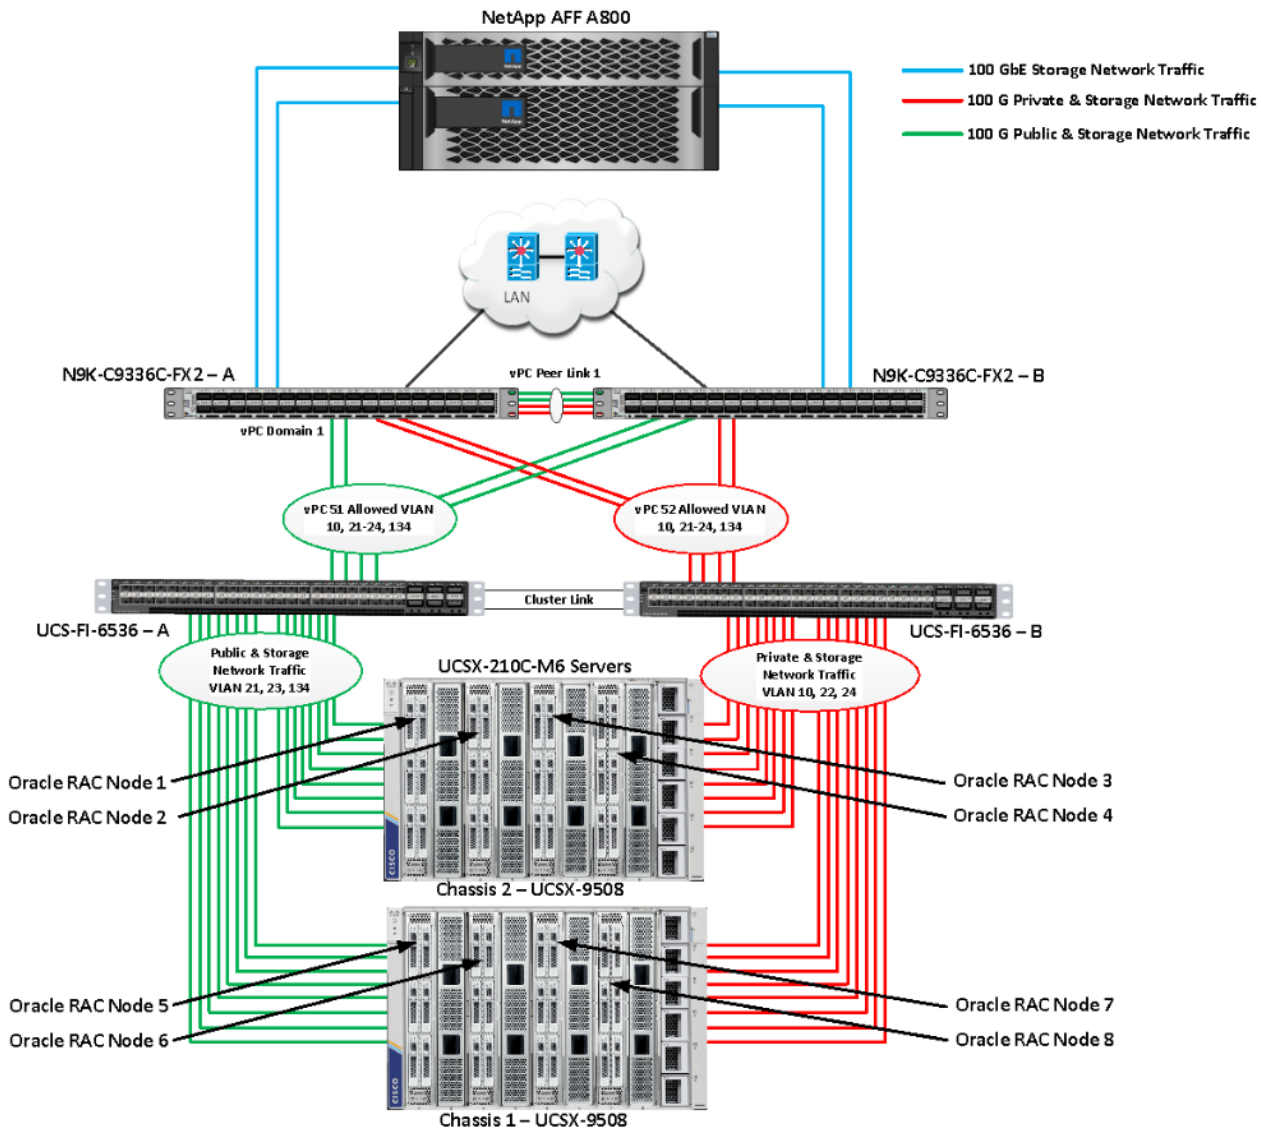 NetApp AFF A800
NetApp
NetApp
100 GbE Storage Network Traffic
100 G Private & Storage Network Traffic
100 G Public & Storage Network Traffic
LAN
N9K-C9336C-FX2 – A
vPC Peer Link 1
N9K-C9336C-FX2 – B
vPC Domain 1
vPC 51 Allowed VLAN
10, 21-24, 134
vPC 52 Allowed VLAN
10, 21-24, 134
Cluster Link
UCS-FI-6536 – A
UCS-FI-6536 – B
Public & Storage
Network Traffic
VLAN 21, 23, 134
Private & Storage
Network Traffic
VLAN 10, 22, 24
UCSX-210C-M6 Servers
Oracle RAC Node 1
Oracle RAC Node 2
Oracle RAC Node 3
Oracle RAC Node 4
CISCO
Chassis 2 – UCSX-9508
Oracle RAC Node 5
Oracle RAC Node 6
Oracle RAC Node 7
Oracle RAC Node 8
CISCO
Chassis 1 – UCSX-9508